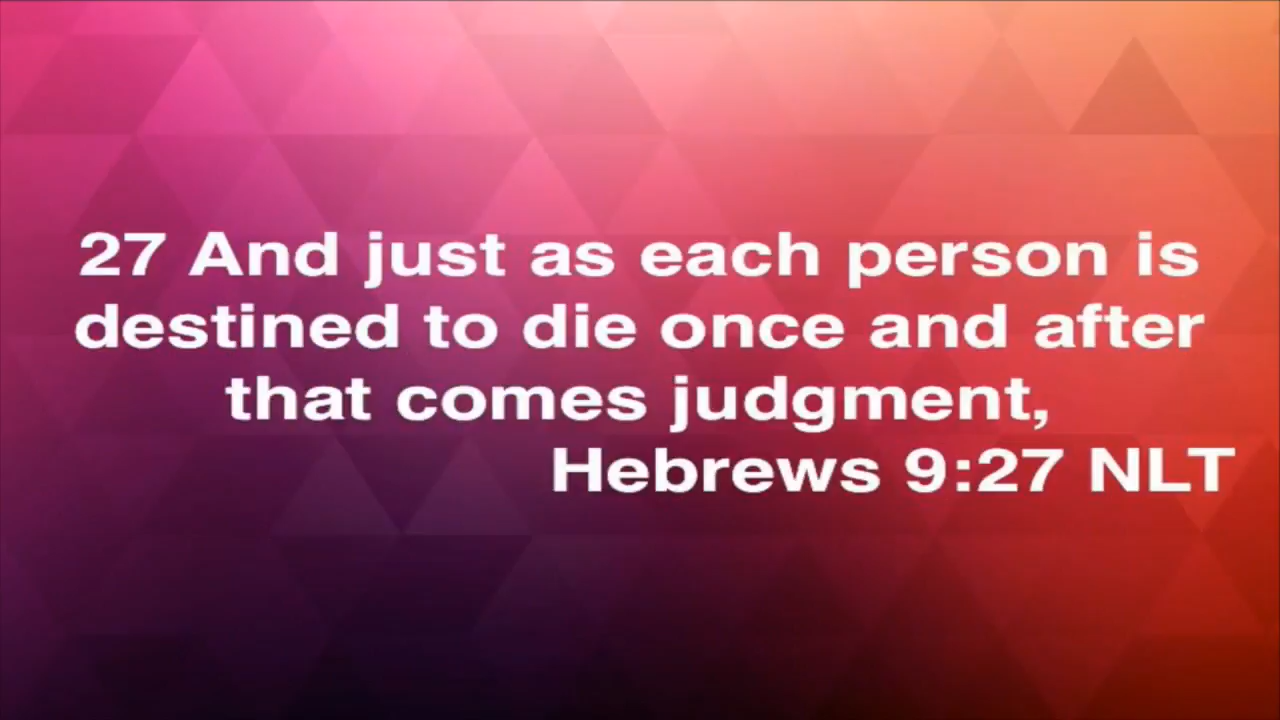 27 And just as each person is
destined to die once and after
that comes judgment,
Hebrews 9:27 NLT